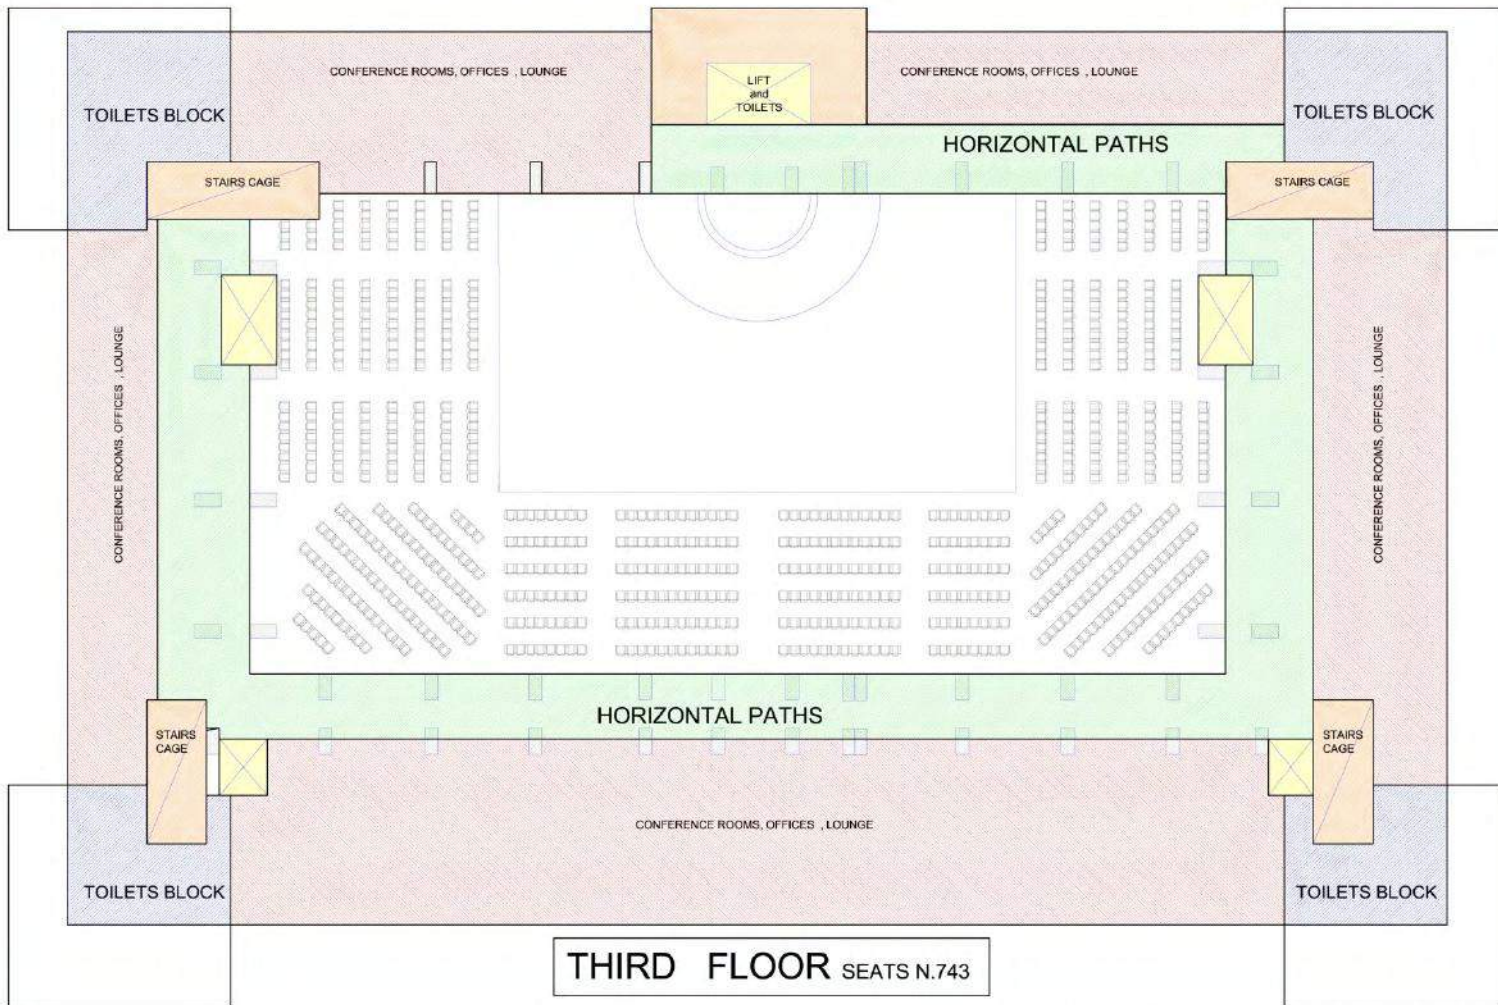 CONFERENCE ROOMS, OFFICES , LOUNGE
CONFERENCE ROOMS, OFFICES , LOUNGE
LIFT
and
TOILETS
TOILETS BLOCK
TOILETS BLOCK
HORIZONTAL PATHS
STAIRS CAGE
STAIRS CAGE
CONFERENCE ROOMS, OFFICES , LOUNGE
CONFERENCE ROOMS, OFFICES , LOUNGE
HORIZONTAL PATHS
STAIRS
CAGE
STAIRS
CAGE
CONFERENCE ROOMS, OFFICES , LOUNGE
TOILETS BLOCK
TOILETS BLOCK
THIRD FLOOR SEATS N.743